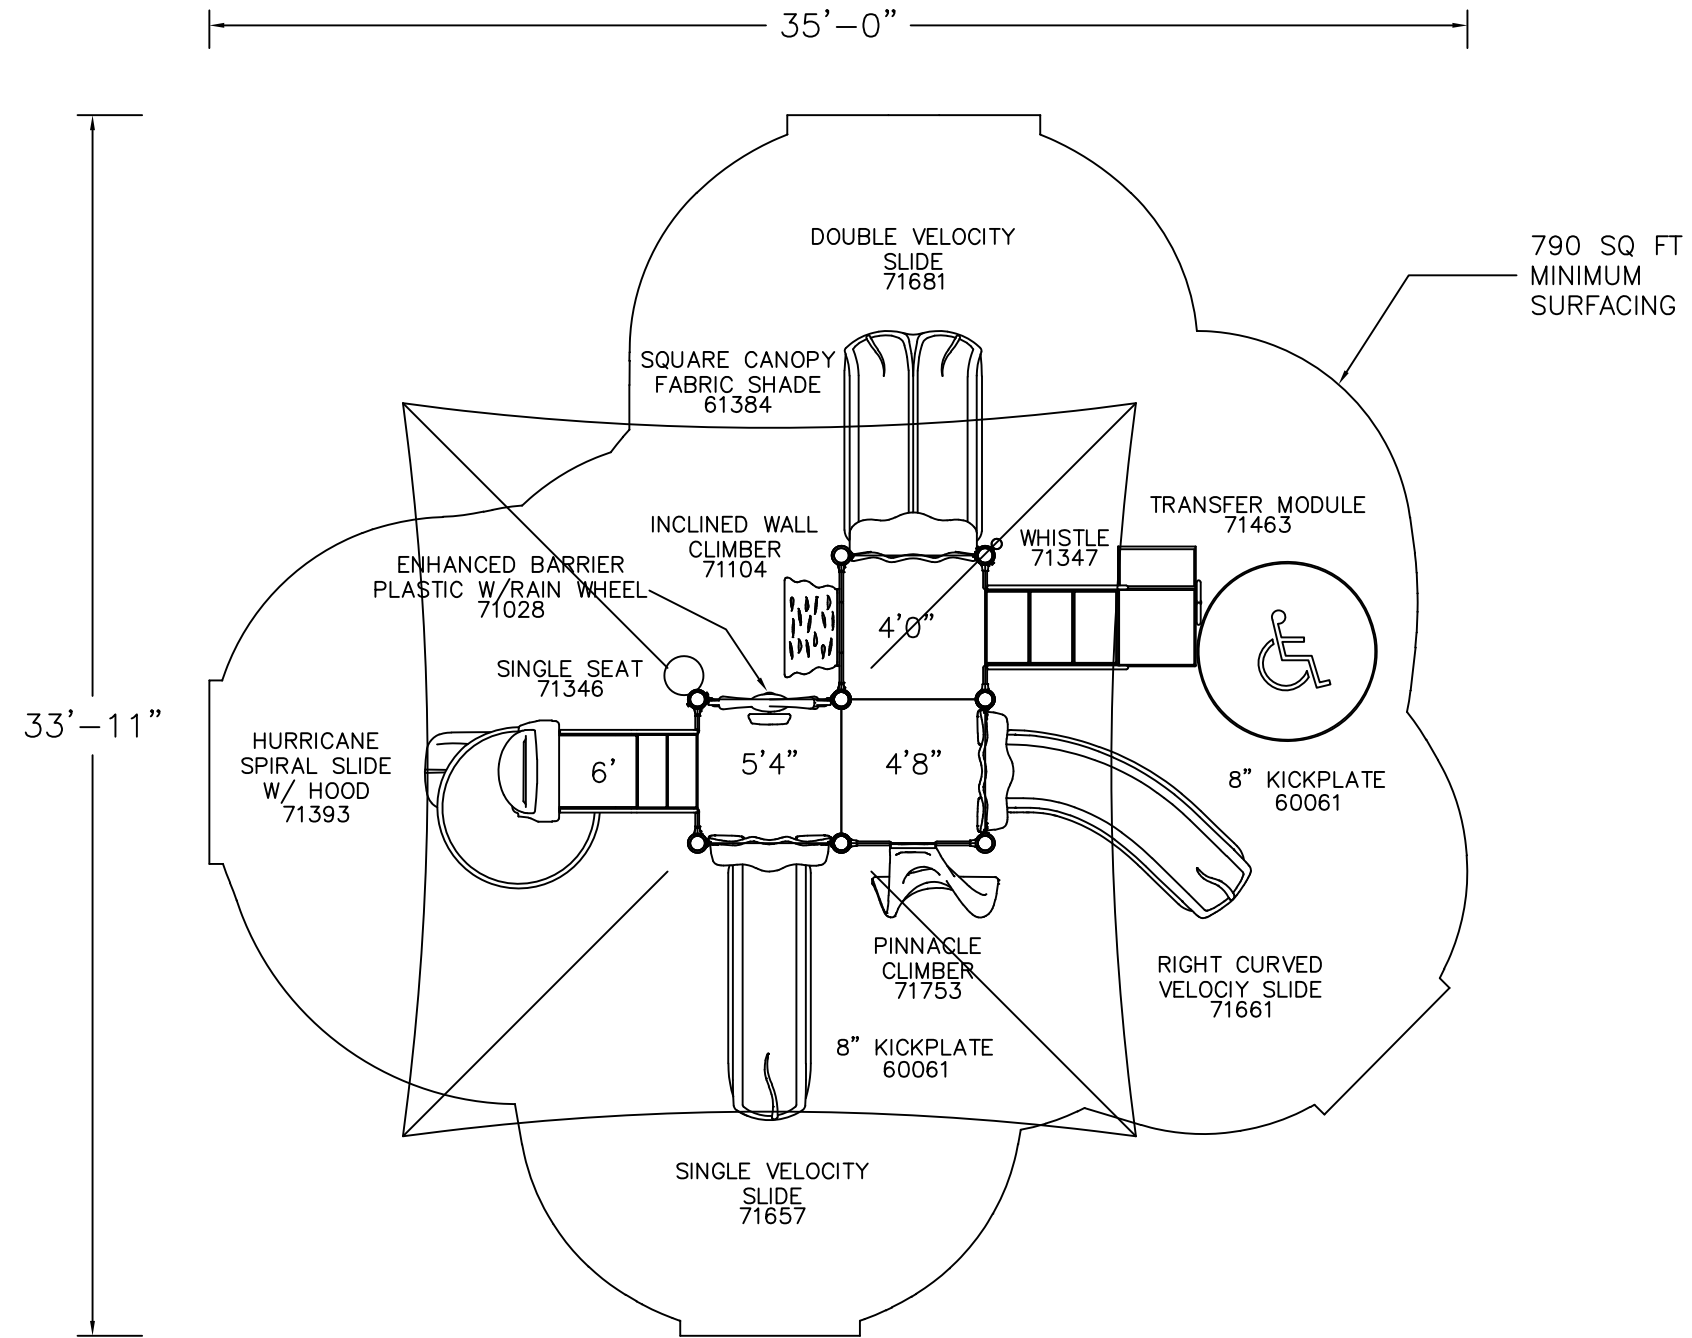 35'-0"
DOUBLE VELOCITY
SLIDE
71681
790 SQ FT
MINIMUM
SURFACING
SQUARE CANOPY
FABRIC SHADE
61384
TRANSFER MODULE
71463
INCLINED WALL
CLIMBER
71104
WHISTLE
71347
ENHANCED BARRIER
PLASTIC W/RAIN WHEEL
71028
4'0"
SINGLE SEAT
71346
33'-11"
HURRICANE
SPIRAL SLIDE
W/ HOOD
71393
6'
5'4"
4'8"
8" KICKPLATE
60061
PINNACLE
CLIMBER
71753
RIGHT CURVED
VELOCIY SLIDE
71661
8" KICKPLATE
60061
SINGLE VELOCITY
SLIDE
71657